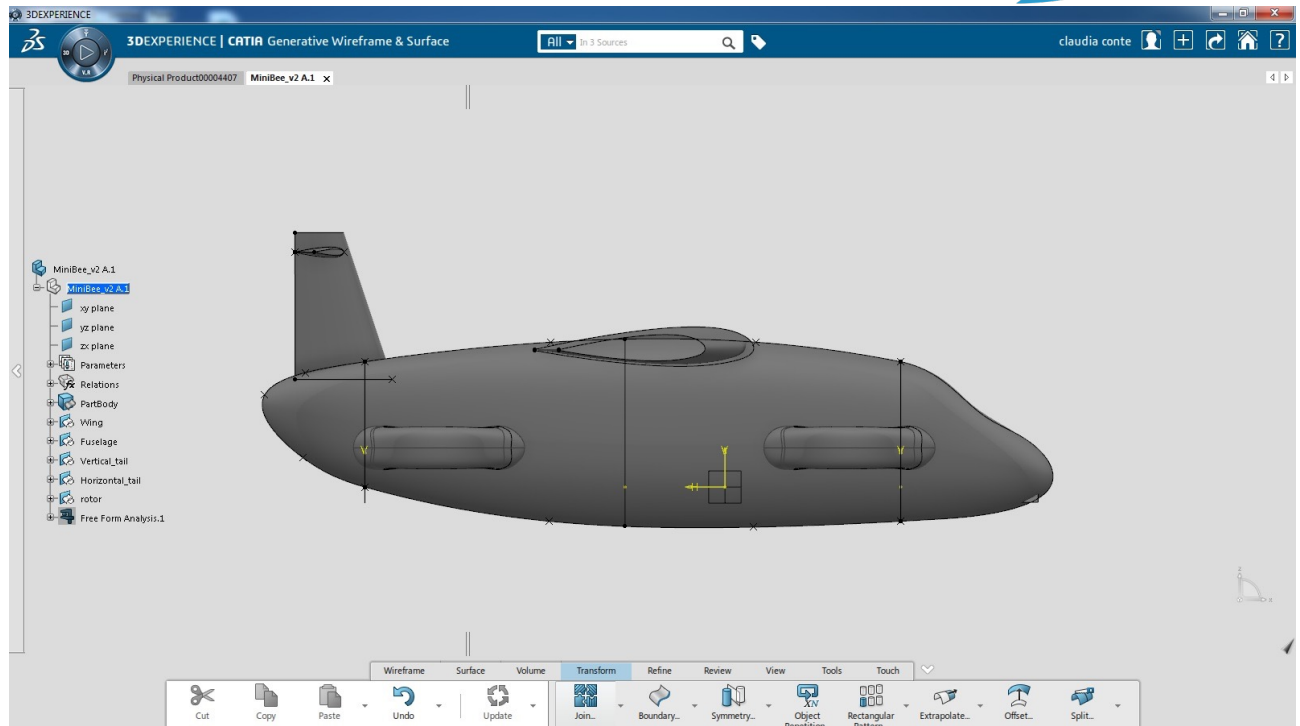 3DEXPERIENCE
3DEXPERIENCE | CATIA Generative Wireframe & Surface
All In 3 Sources
claudia conte
Physical Product00004407 MiniBee_v2 A.1 x
MiniBee_v2 A.1
MiniBee_v2 A.1
xy plane
yz plane
zx plane
Parameters
Relations
PartBody
Wing
Fuselage
Vertical_tail
Horizontal_tail
rotor
Free Form Analysis.1
Wireframe Surface Volume Transform Refine Review View Tools Touch
Cut Copy Paste Undo Update Join... Boundary... Symmetry... Object Repetition Rectangular Pattern Extrapolate... Offset... Split...